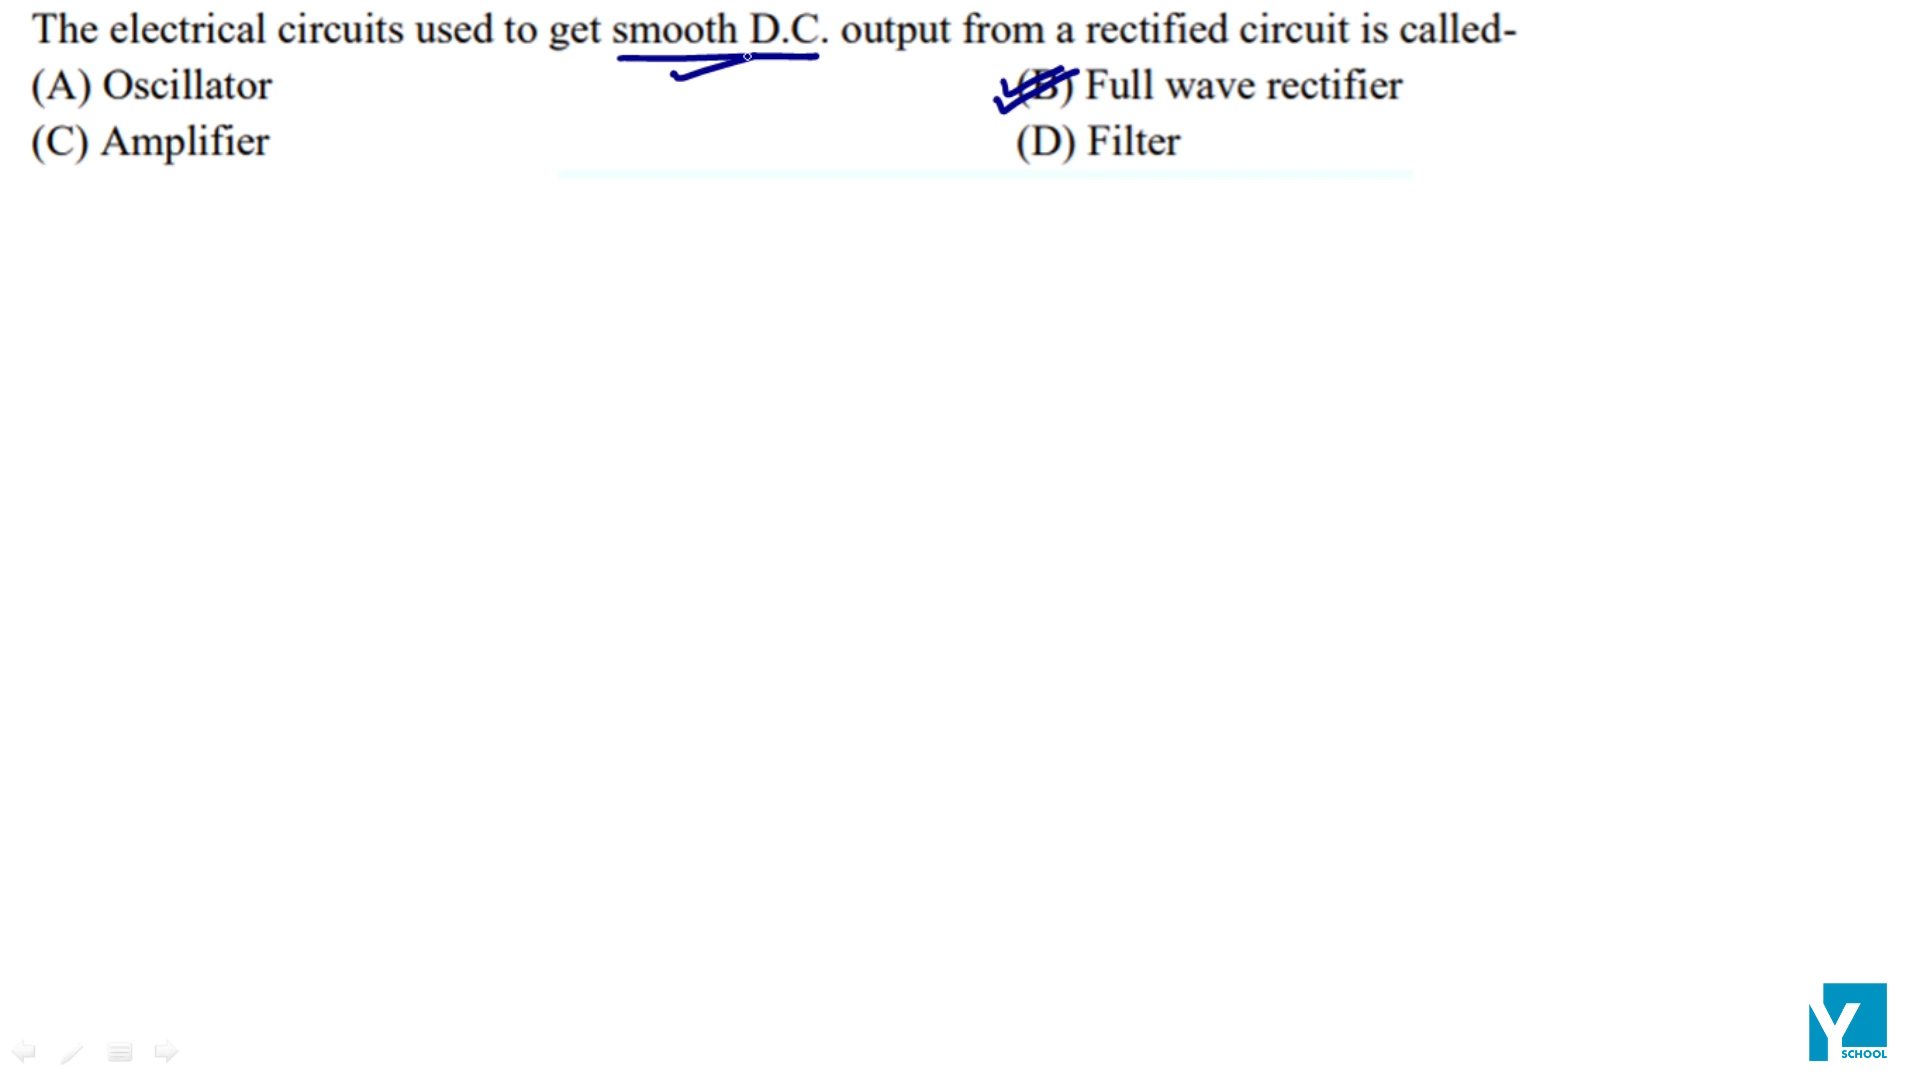 The electrical circuits used to get smooth D.C. output from a rectified circuit is called-
(A) Oscillator (B) Full wave rectifier
(C) Amplifier (D) Filter
Y
SCHOOL